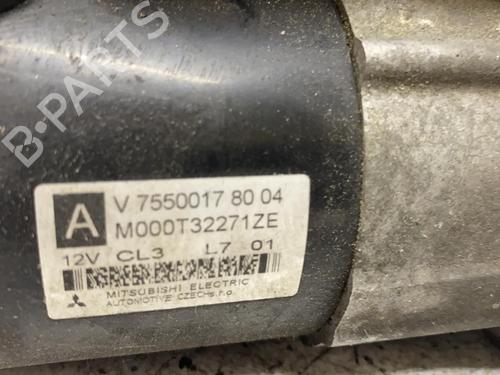 B-PARTS
A
V 7550017 80 04
M000T32271ZE
12V CL3 L7 01
MITSUBISHI ELECTRIC
AUTOMOTIVE CZECH s.r.o.